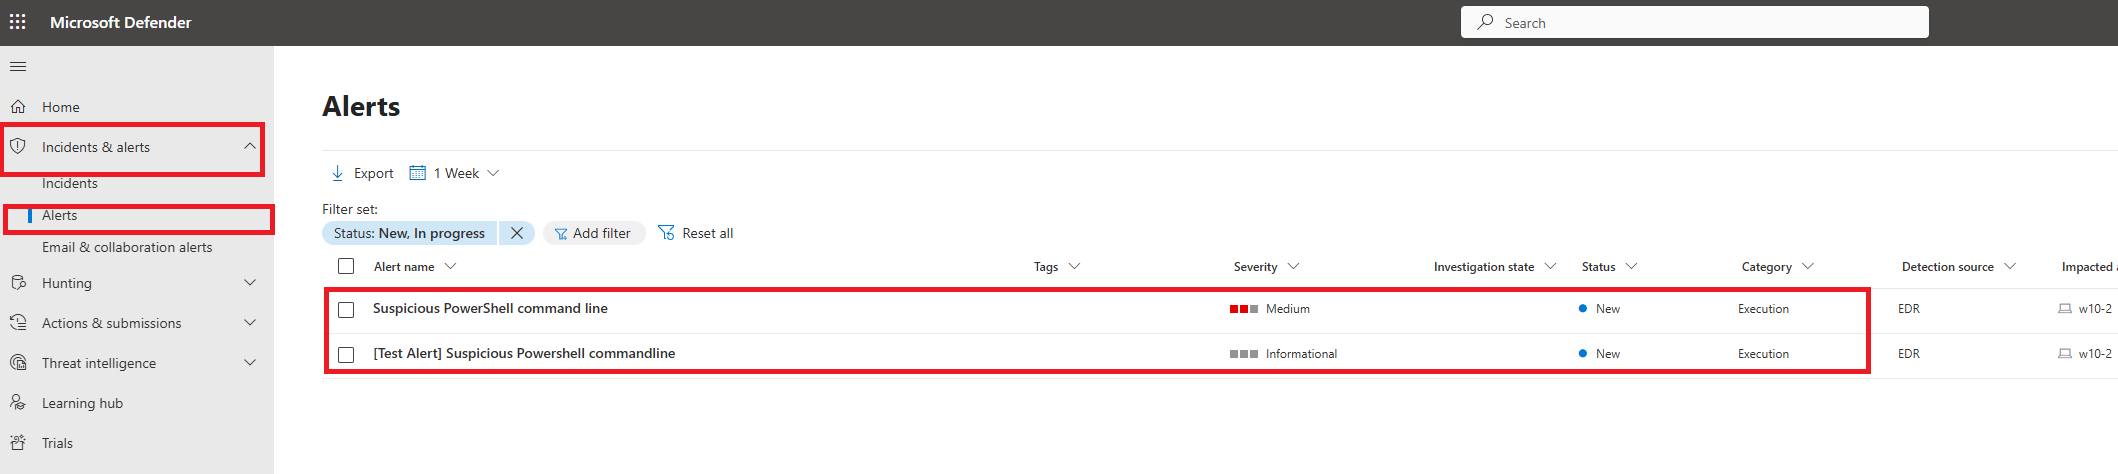 Microsoft Defender
Search
Home
Incidents & alerts
Incidents
Alerts
Email & collaboration alerts
Hunting
Actions & submissions
Threat intelligence
Learning hub
Trials
Alerts
Export 1 Week
Filter set:
Status: New, In progress Add filter Reset all
Alert name Tags Severity Investigation state Status Category Detection source Impacted a
Suspicious PowerShell command line Medium New Execution EDR w10-2
[Test Alert] Suspicious Powershell commandline Informational New Execution EDR w10-2